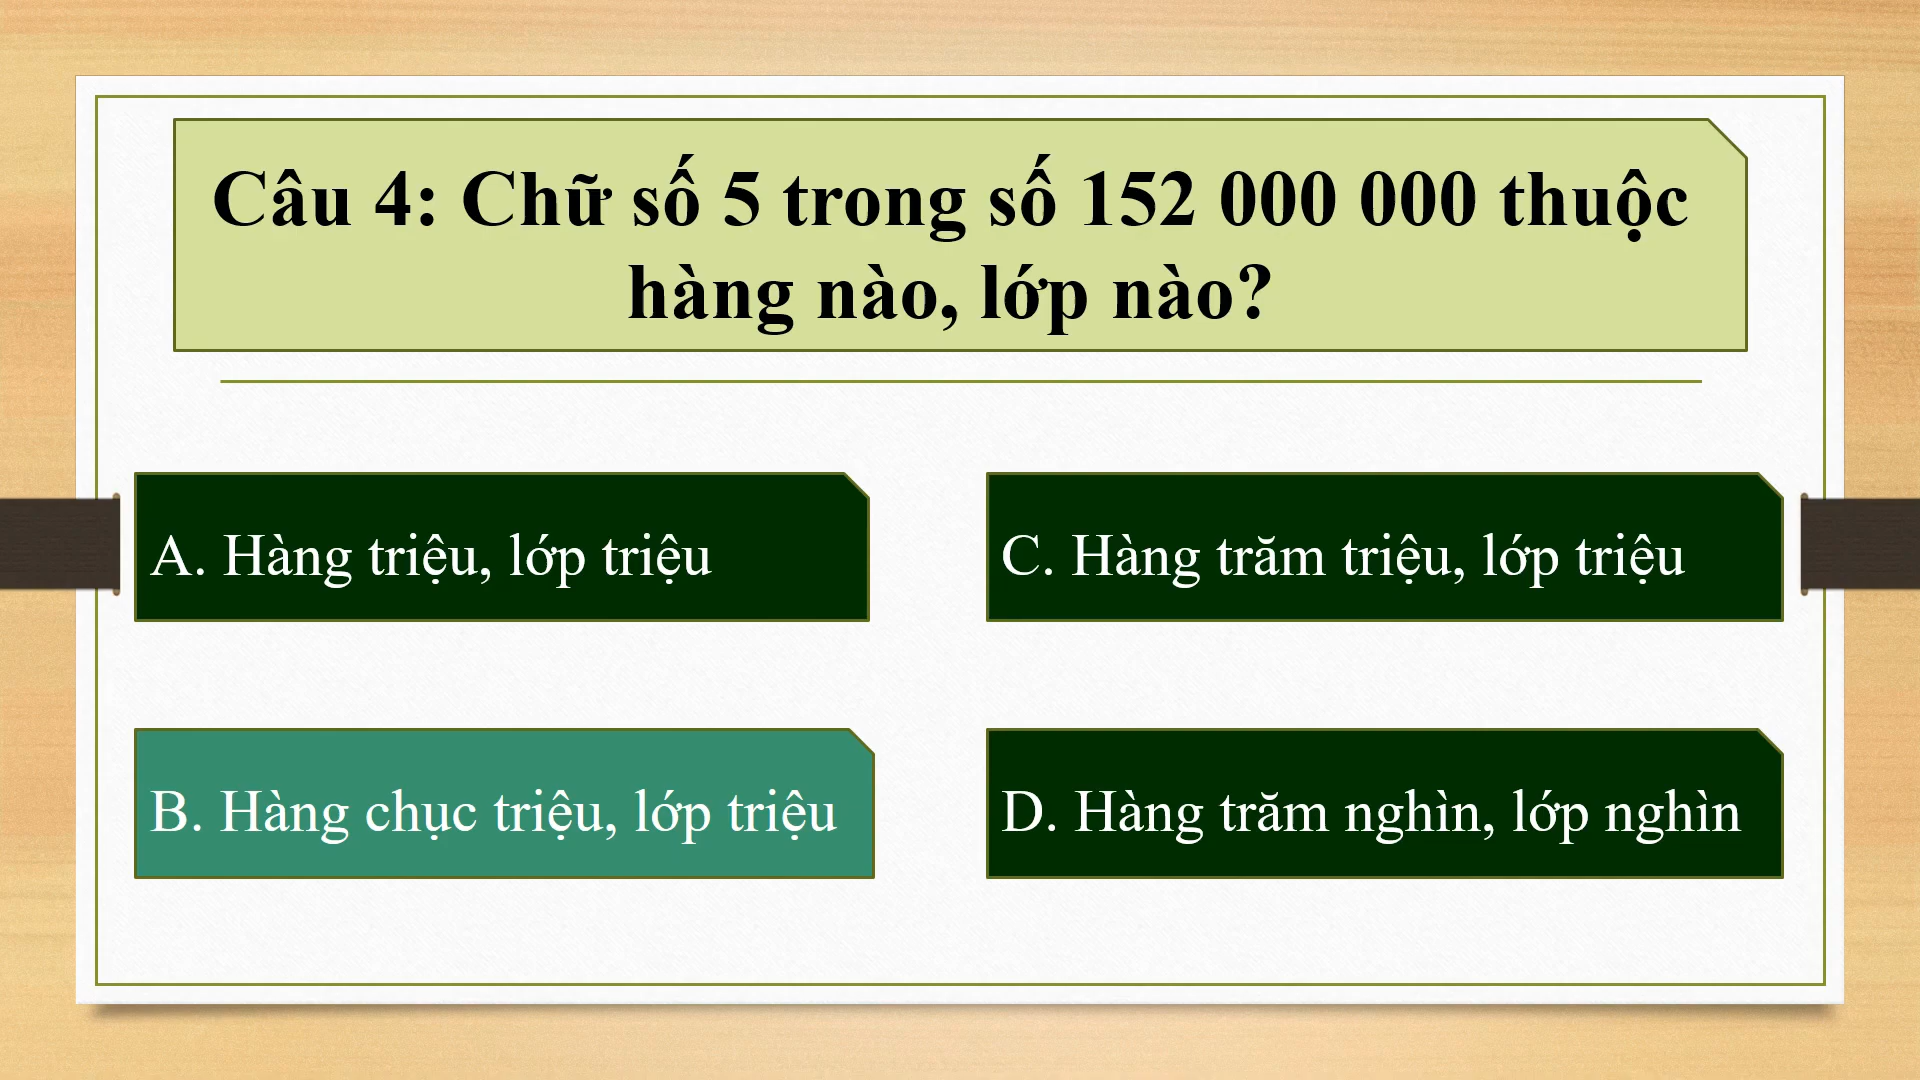 Câu 4: Chữ số 5 trong số 152 000 000 thuộc
hàng nào, lớp nào?
A. Hàng triệu, lớp triệu
C. Hàng trăm triệu, lớp triệu
B. Hàng chục triệu, lớp triệu
D. Hàng trăm nghìn, lớp nghìn